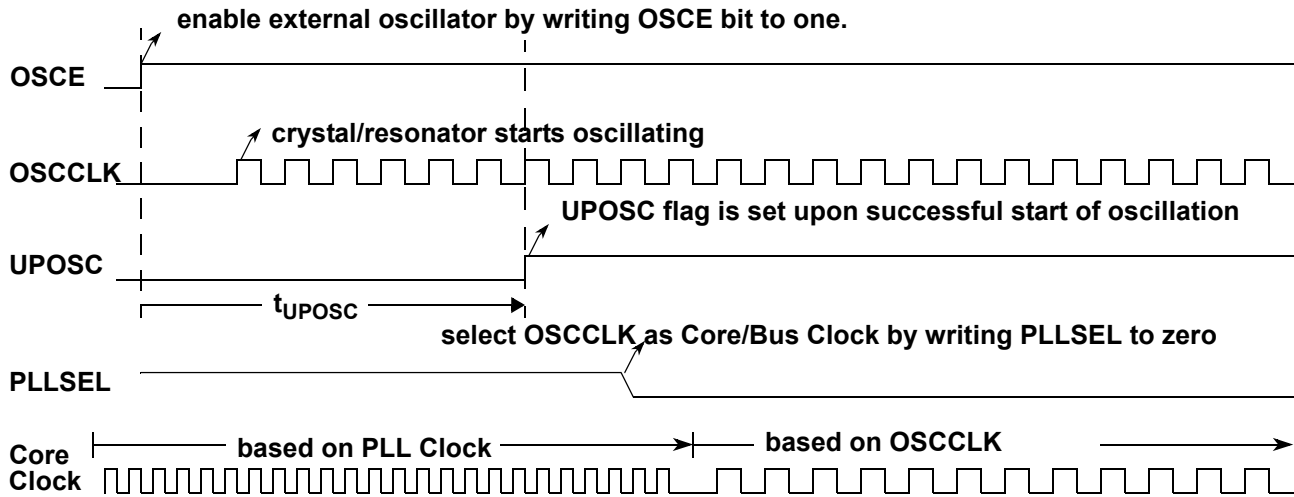 enable external oscillator by writing OSCE bit to one.
OSCE
crystal/resonator starts oscillating
OSCCLK
UPOSC flag is set upon successful start of oscillation
UPOSC
tUPOSC
select OSCCLK as Core/Bus Clock by writing PLLSEL to zero
PLLSEL
based on PLL Clock
based on OSCCLK
Core
Clock